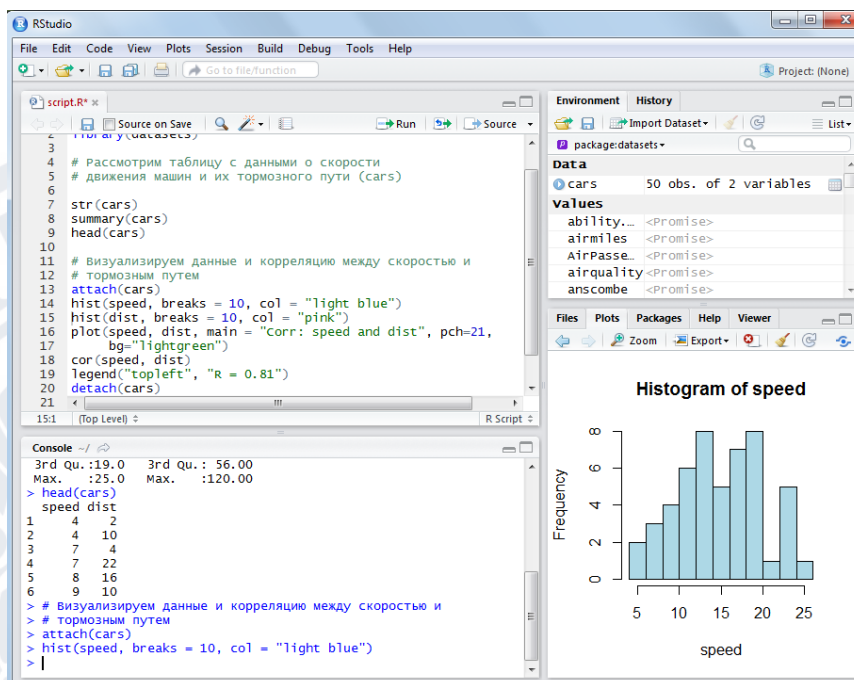 RStudio
File Edit Code View Plots Session Build Debug Tools Help
Go to file/function
Project: (None)
script.R*
Source on Save
Run
Source
2 library(datasets)
3
4 # Рассмотрим таблицу с данными о скорости
5 # движения машин и их тормозного пути (cars)
6
7 str(cars)
8 summary(cars)
9 head(cars)
10
11 # Визуализируем данные и корреляцию между скоростью и
12 # тормозным путем
13 attach(cars)
14 hist(speed, breaks = 10, col = "light blue")
15 hist(dist, breaks = 10, col = "pink")
16 plot(speed, dist, main = "Corr: speed and dist", pch=21,
17 bg="lightgreen")
18 cor(speed, dist)
19 legend("topleft", "R = 0.81")
20 detach(cars)
21
15:1 (Top Level) R Script
Console ~/
3rd Qu.:19.0 3rd Qu.: 56.00
Max. :25.0 Max. :120.00
> head(cars)
speed dist
1 4 2
2 4 10
3 7 4
4 7 22
5 8 16
6 9 10
> # Визуализируем данные и корреляцию между скоростью и
> # тормозным путем
> attach(cars)
> hist(speed, breaks = 10, col = "light blue")
>
Environment History
Import Dataset
List
package:datasets
Data
cars 50 obs. of 2 variables
Values
ability.… <Promise>
airmiles <Promise>
AirPasse… <Promise>
airquality <Promise>
anscombe <Promise>
Files Plots Packages Help Viewer
Zoom Export
Histogram of speed
Frequency
8
6
4
2
0
5 10 15 20 25
speed